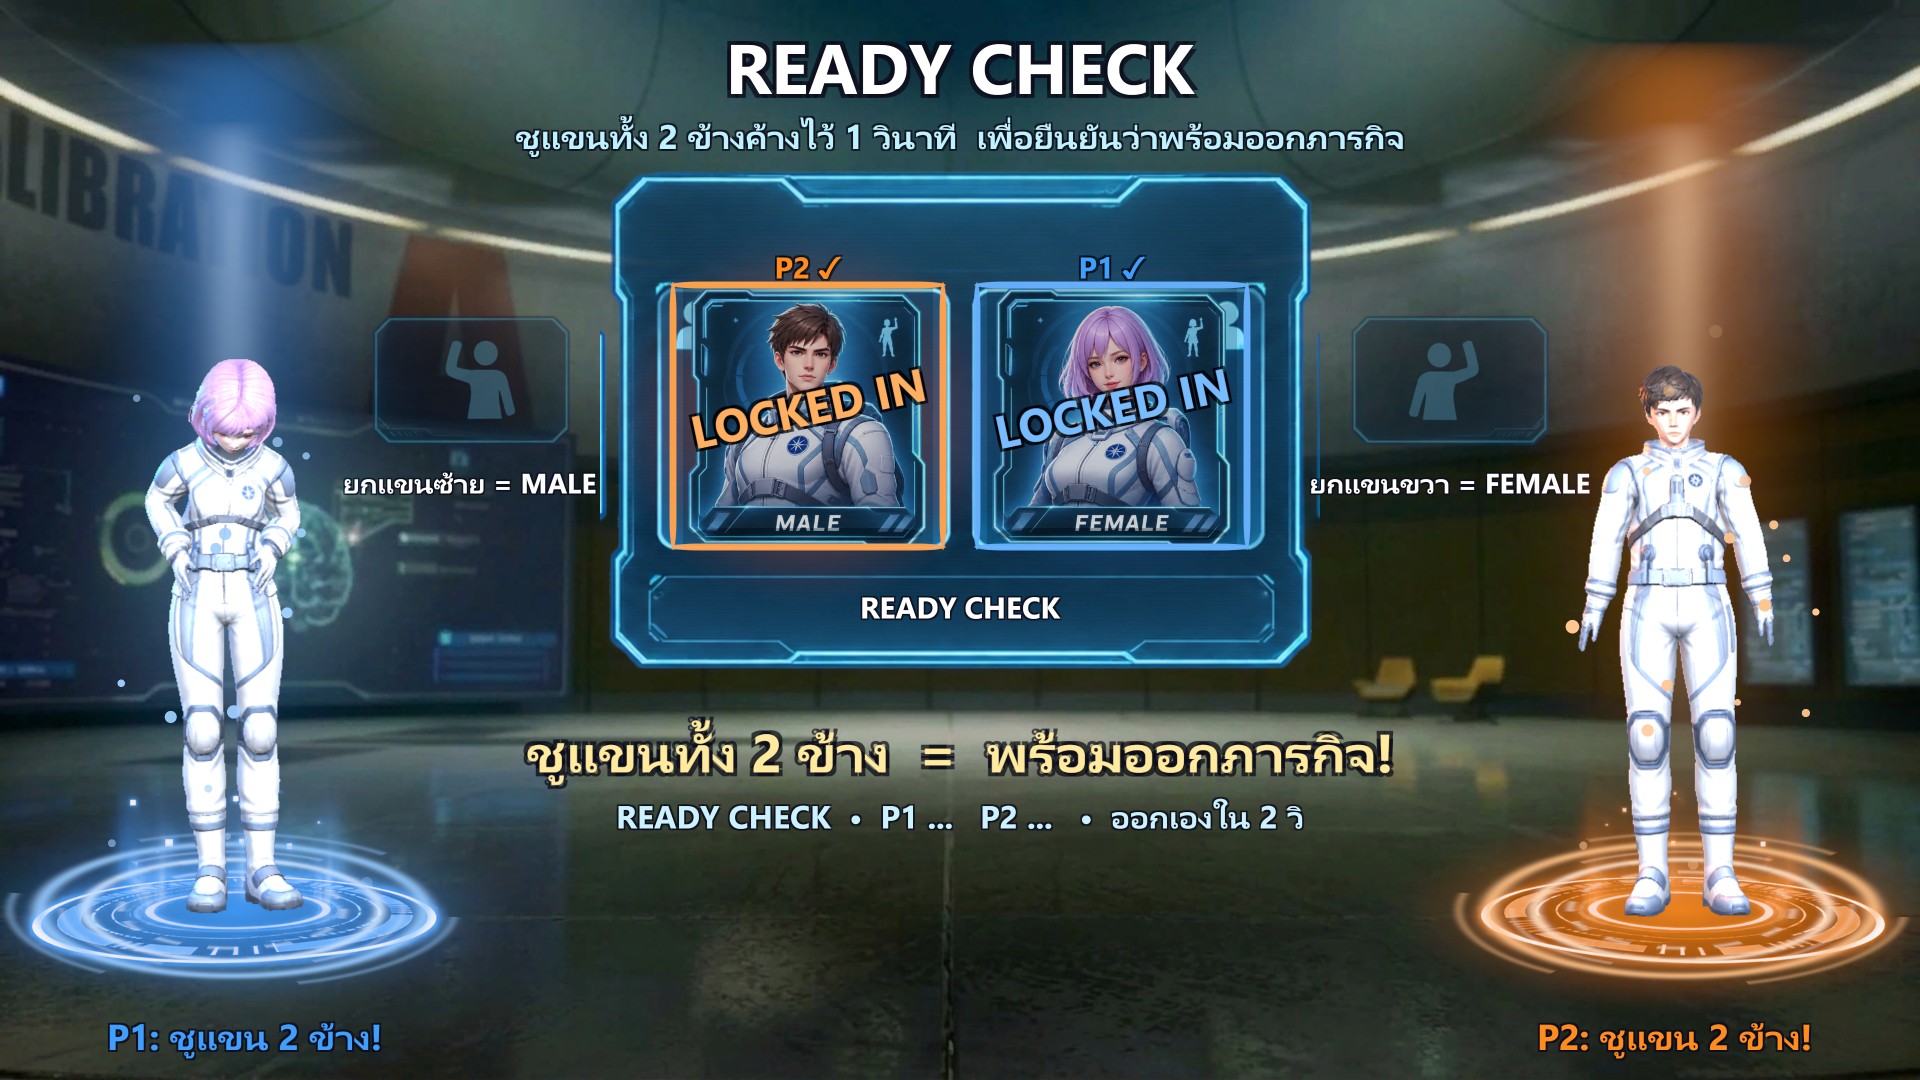 READY CHECK
ชูแขนทั้ง 2 ข้างค้างไว้ 1 วินาที เพื่อยืนยันว่าพร้อมออกภารกิจ
LIBRATION
P2 ✓
P1 ✓
LOCKED IN
LOCKED IN
MALE
FEMALE
ยกแขนซ้าย = MALE
ยกแขนขวา = FEMALE
READY CHECK
ชูแขนทั้ง 2 ข้าง = พร้อมออกภารกิจ!
READY CHECK • P1 ... P2 ... • ออกเองใน 2 วิ
P1: ชูแขน 2 ข้าง!
P2: ชูแขน 2 ข้าง!